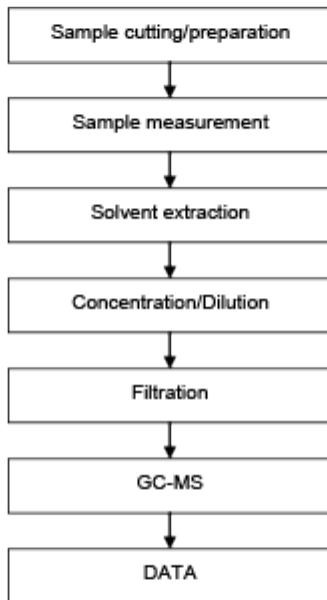 Sample cutting/preparation
Sample measurement
Solvent extraction
Concentration/Dilution
Filtration
GC-MS
DATA